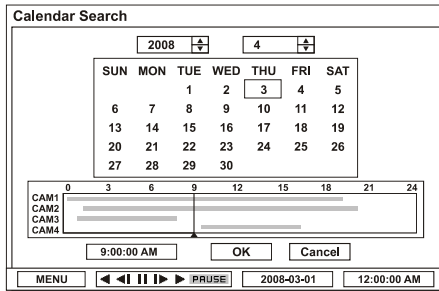 Calendar Search
2008 4
SUN MON TUE WED THU FRI SAT
1 2 3 4 5
6 7 8 9 10 11 12
13 14 15 16 17 18 19
20 21 22 23 24 25 26
27 28 29 30
0 3 6 9 12 15 18 21 24
CAM1
CAM2
CAM3
CAM4
9:00:00 AM OK Cancel
MENU PAUSE 2008-03-01 12:00:00 AM